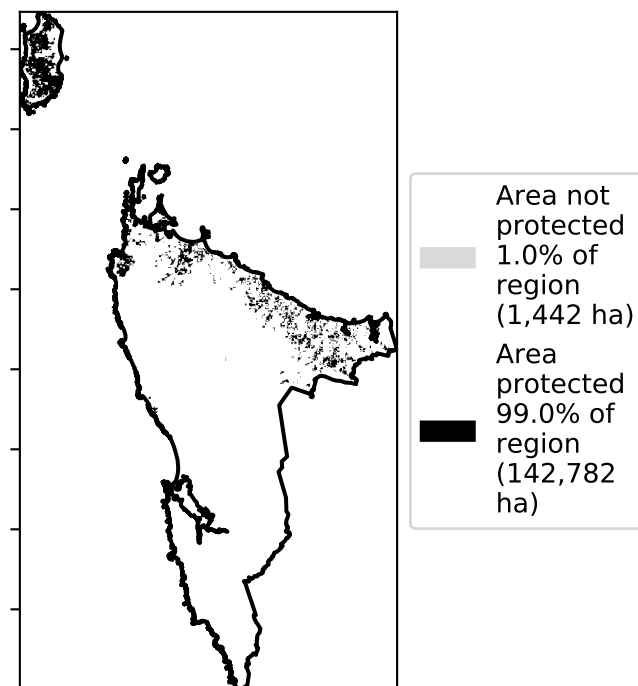 Area not
protected
1.0% of
region
(1,442 ha)
Area
protected
99.0% of
region
(142,782
ha)